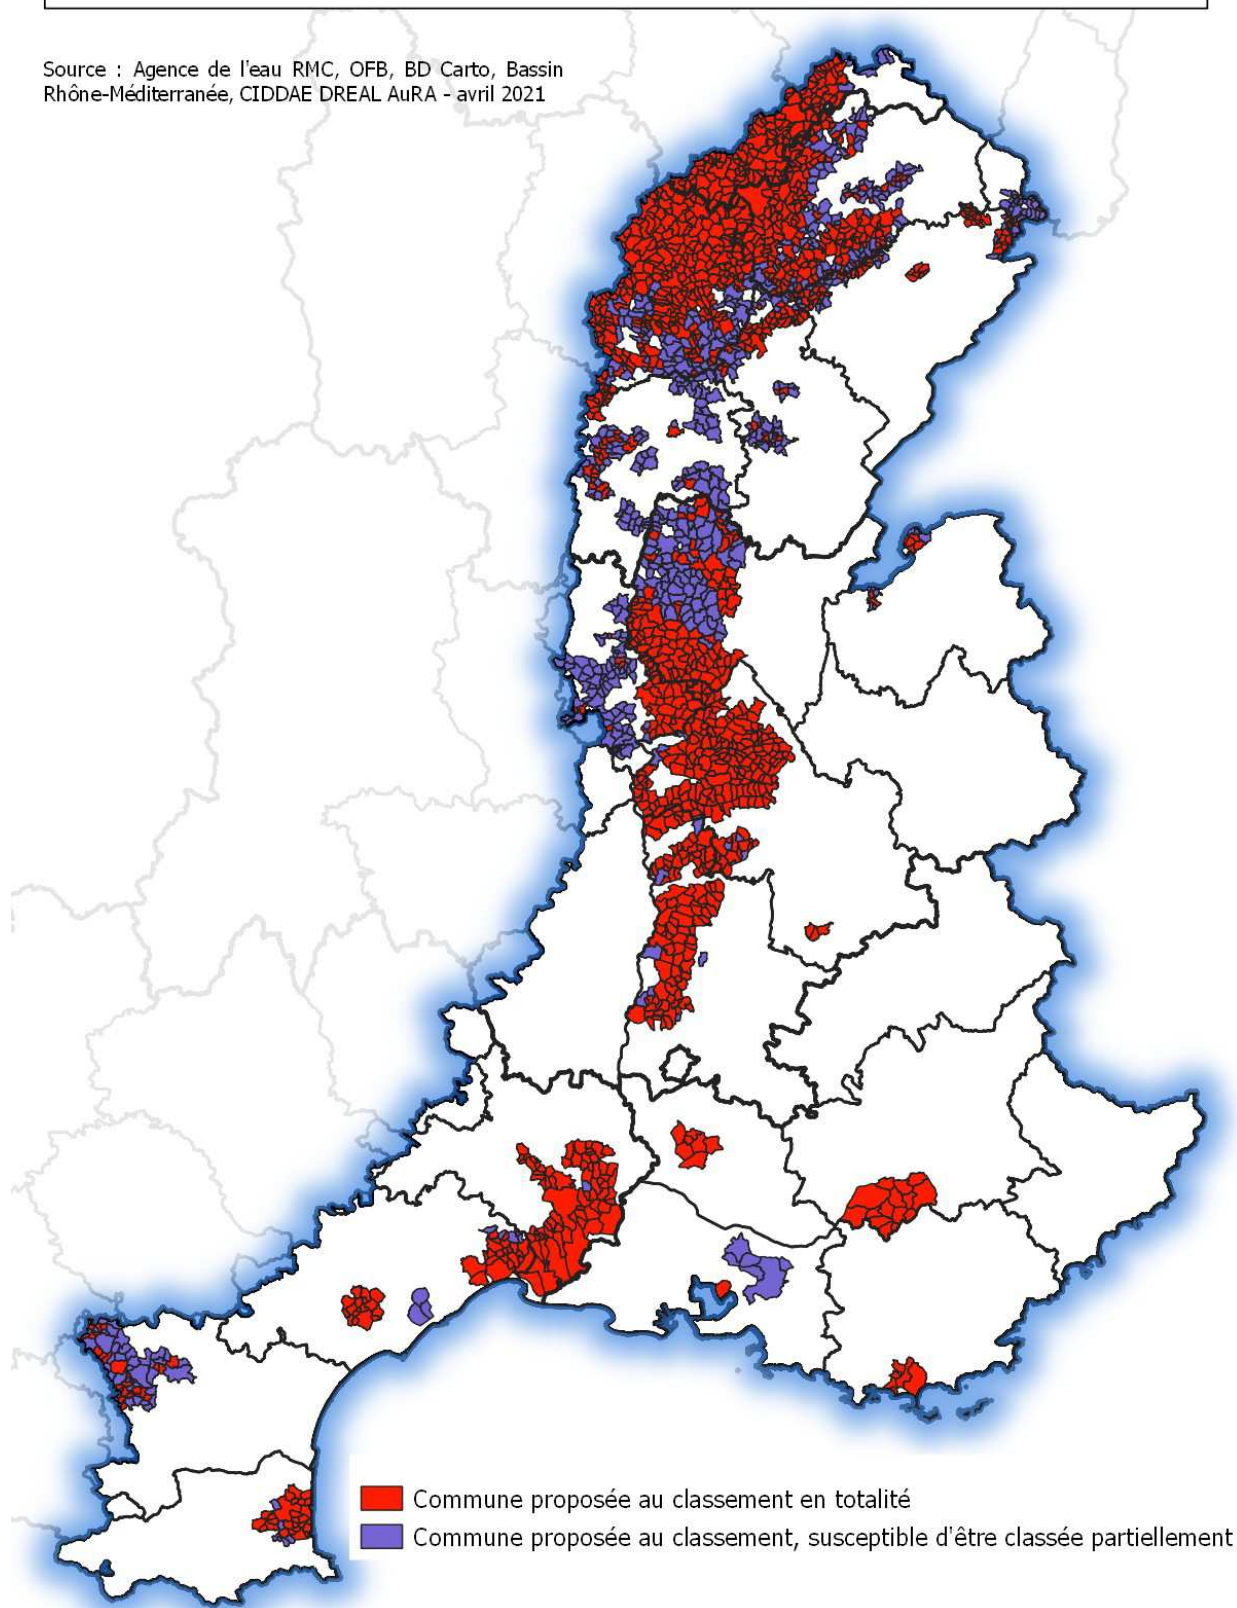 Source : Agence de l'eau RMC, OFB, BD Carto, Bassin
Rhône-Méditerranée, CIDDAE DREAL AuRA - avril 2021
Commune proposée au classement en totalité
Commune proposée au classement, susceptible d'être classée partiellement